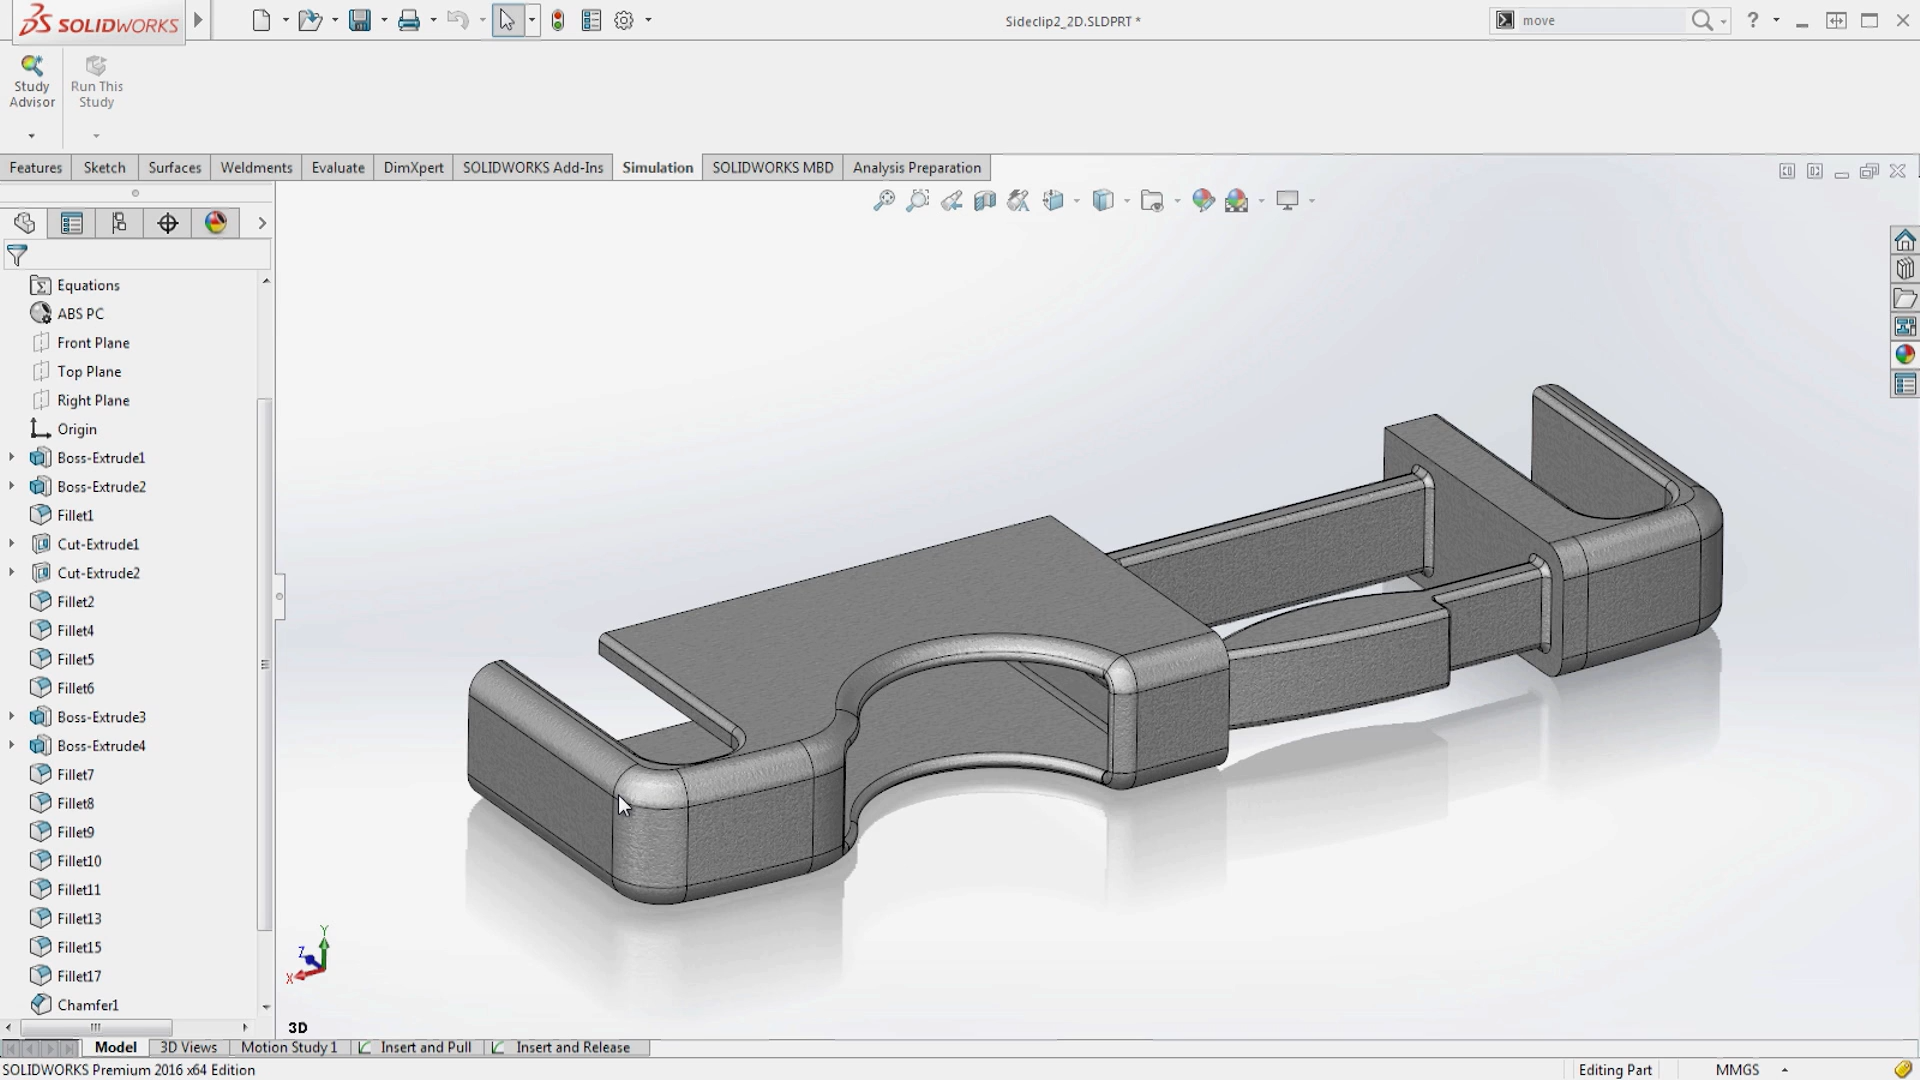 SOLIDWORKS
Sideclip2_2D.SLDPRT *
move
?
Study Advisor
Run This Study
Features
Sketch
Surfaces
Weldments
Evaluate
DimXpert
SOLIDWORKS Add-Ins
Simulation
SOLIDWORKS MBD
Analysis Preparation
Equations
ABS PC
Front Plane
Top Plane
Right Plane
Origin
Boss-Extrude1
Boss-Extrude2
Fillet1
Cut-Extrude1
Cut-Extrude2
Fillet2
Fillet4
Fillet5
Fillet6
Boss-Extrude3
Boss-Extrude4
Fillet7
Fillet8
Fillet9
Fillet10
Fillet11
Fillet13
Fillet15
Fillet17
Chamfer1
Y
Z
X
3D
Model
3D Views
Motion Study 1
Insert and Pull
Insert and Release
SOLIDWORKS Premium 2016 x64 Edition
Editing Part
MMGS